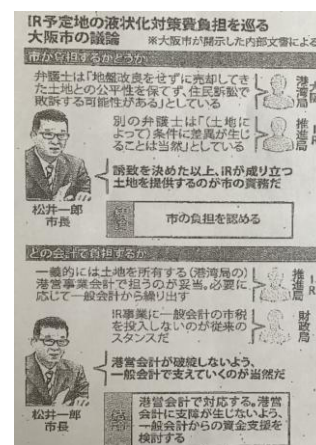 IR予定地の液状化対策費負担を巡る
大阪市の議論 ※大阪市が開示した内部文書による
市が負担するかどうか
弁護士は「地盤改良をせずに売却してき
た土地との公平性を保てず、住民訴訟で
敗訴する可能性がある」としている
大阪
港湾局
別の弁護士は「(土地に
よって)条件に差異が生じ
ることは当然」としている
IR
推進局
誘致を決めた以上、IRが成り立つ
土地を提供するのが市の責務だ
松井一郎
市長
市の負担を認める
どの会計で負担するか
一義的には土地を所有する(港湾局の)
港営事業会計で担うのが妥当。必要に
応じて一般会計から繰り出す
IR
推進局
IR事業に一般会計の市税
を投入しないのが従来の
スタンスだ
財政局
港営会計が破綻しないよう、
一般会計で支えていくのが当然だ
松井一郎
市長
港営会計で対応する。港営
会計に支障が生じないよう、
一般会計からの資金支援を
検討する